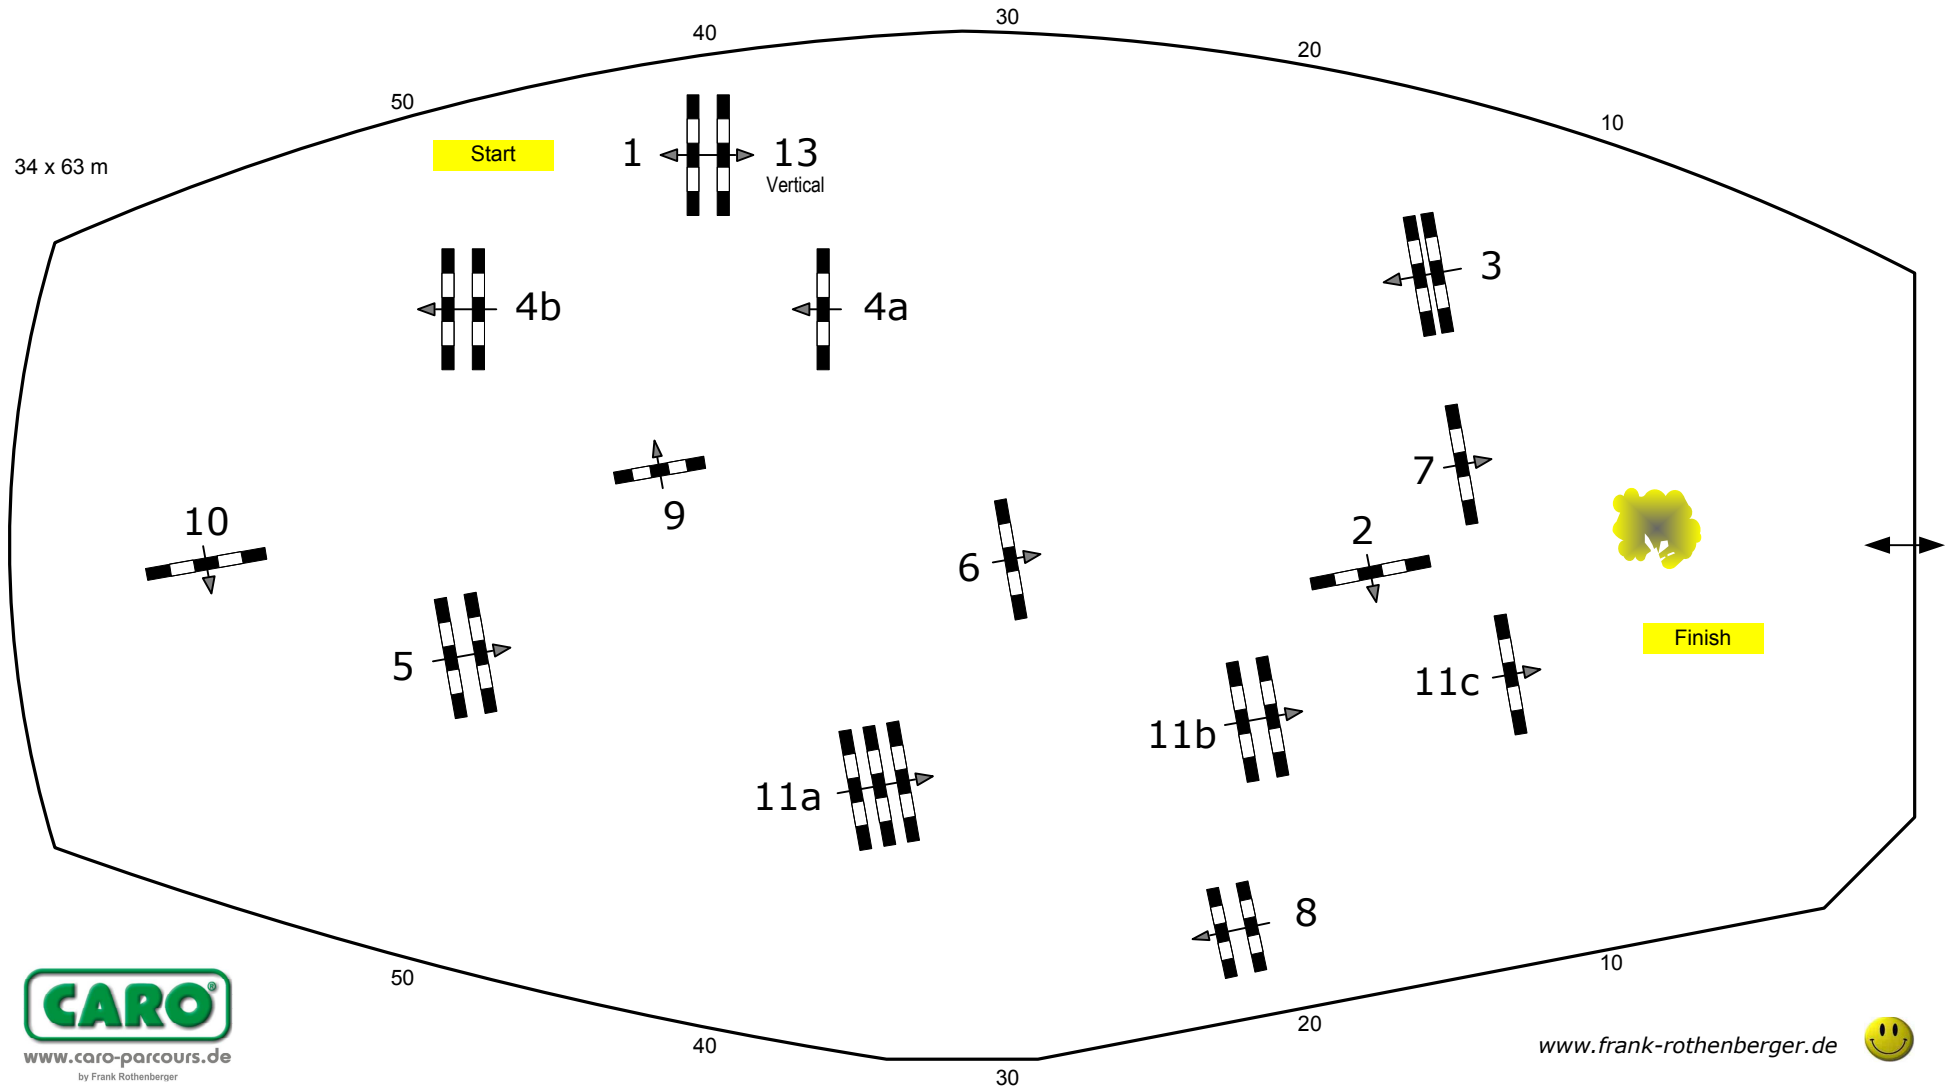 30
40
20
50
10
34 x 63 m
Start
1
13
Vertical
3
4b
4a
7
9
10
2
6
5
Finish
11c
11b
11a
8
50
10
40
20
30
CARO®
www.caro-parcours.de
by Frank Rothenberger
www.frank-rothenberger.de